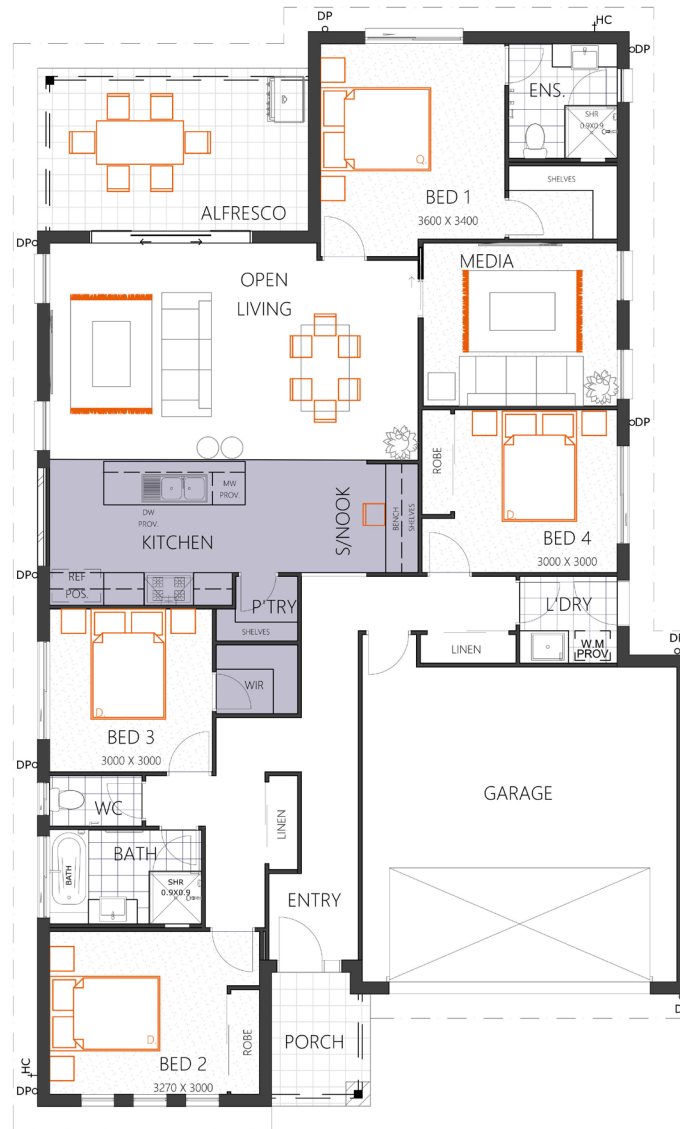 DP
HC
DP
ENS.
SHR
0.9X0.9
Q.
BED 1
3600 X 3400
SHELVES
ALFRESCO
DP
OPEN
LIVING
MEDIA
DP
ROBE
D.
BED 4
3000 X 3000
MW
PROV.
DW
PROV.
KITCHEN
S/NOOK
BENCH
SHELVES
DP
REF
POS.
P'TRY
SHELVES
L'DRY
W.M
PROV
LINEN
DP
WIR
D.
BED 3
3000 X 3000
DP
WC
LINEN
GARAGE
BATH
BATH
SHR
0.9X0.9
ENTRY
D.
BED 2
3270 X 3000
ROBE
PORCH
HC
DP